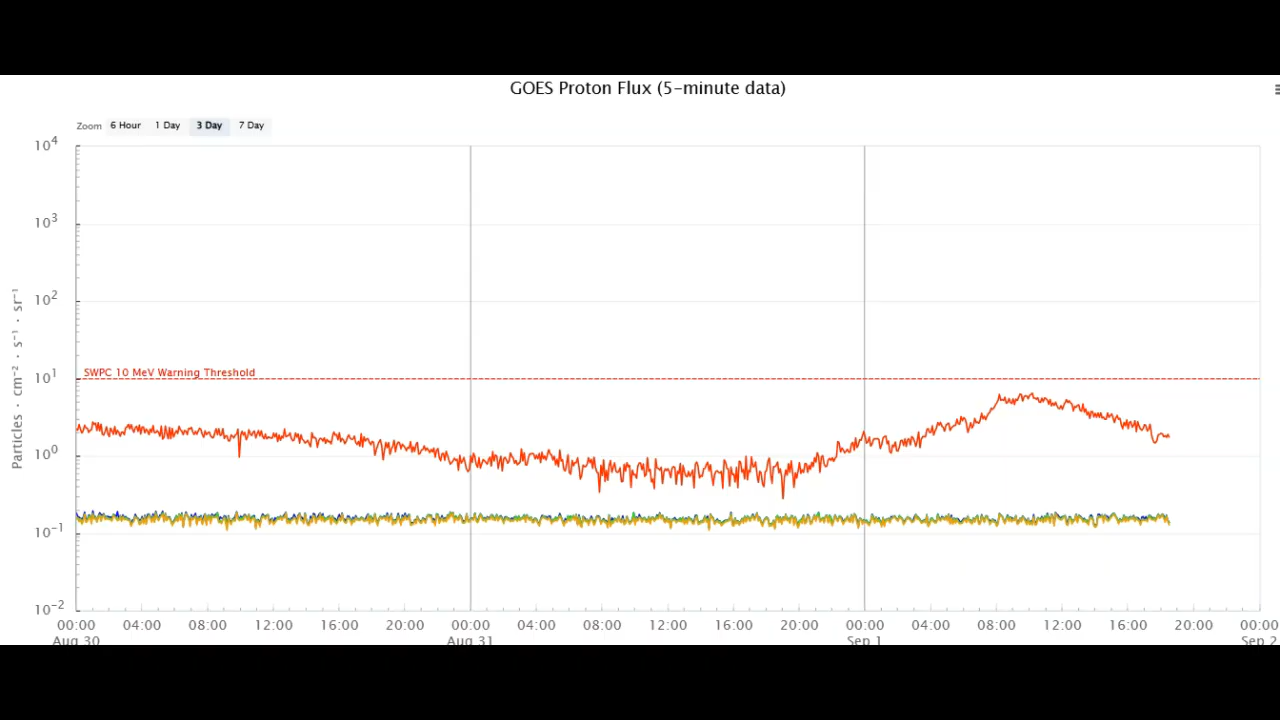 GOES Proton Flux (5-minute data)
Zoom 6 Hour 1 Day 3 Day 7 Day
10⁴
10³
10²
10¹
10⁰
10⁻¹
10⁻²
Particles · cm⁻² · s⁻¹ · sr⁻¹
SWPC 10 MeV Warning Threshold
00:00 04:00 08:00 12:00 16:00 20:00 00:00 04:00 08:00 12:00 16:00 20:00 00:00 04:00 08:00 12:00 16:00 20:00 00:00
Aug 30 Aug 31 Sep 1 Sep 2